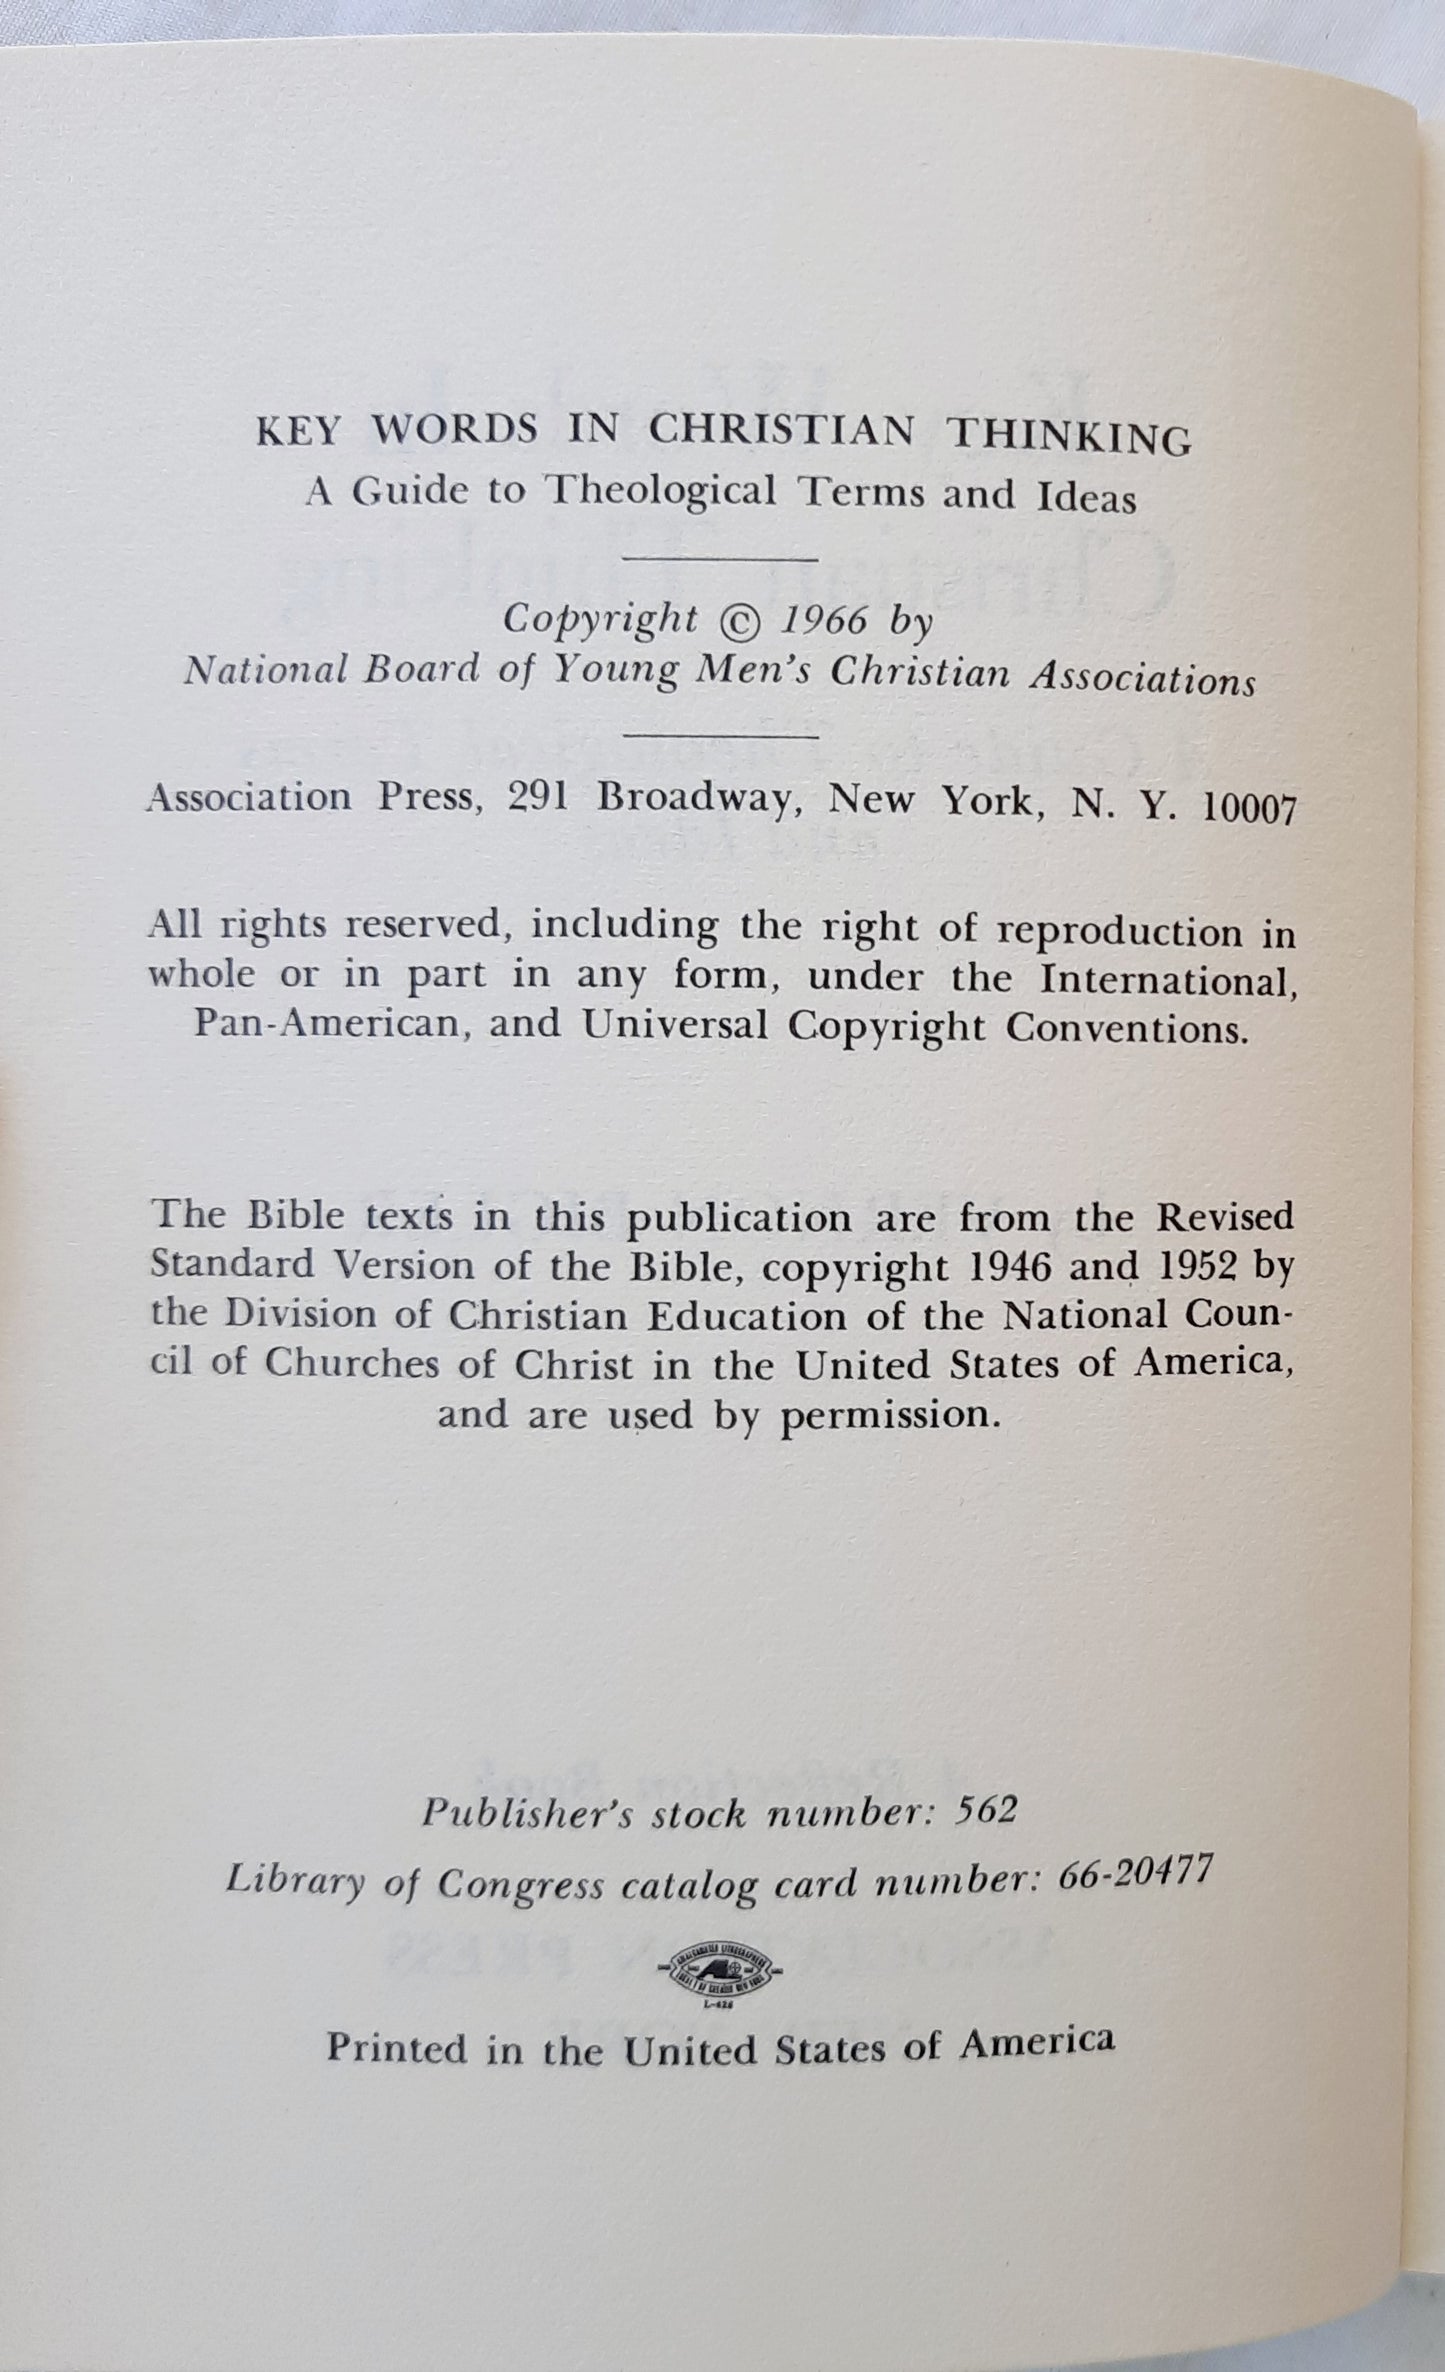 KEY WORDS IN CHRISTIAN THINKING
A Guide to Theological Terms and Ideas
Copyright © 1966 by
National Board of Young Men's Christian Associations
Association Press, 291 Broadway, New York, N. Y. 10007
All rights reserved, including the right of reproduction in
whole or in part in any form, under the International,
Pan-American, and Universal Copyright Conventions.
The Bible texts in this publication are from the Revised
Standard Version of the Bible, copyright 1946 and 1952 by
the Division of Christian Education of the National Coun-
cil of Churches of Christ in the United States of America,
and are used by permission.
Publisher's stock number: 562
Library of Congress catalog card number: 66-20477
AMALGAMATED LITHOGRAPHERS
OF GREATER NEW YORK
Printed in the United States of America